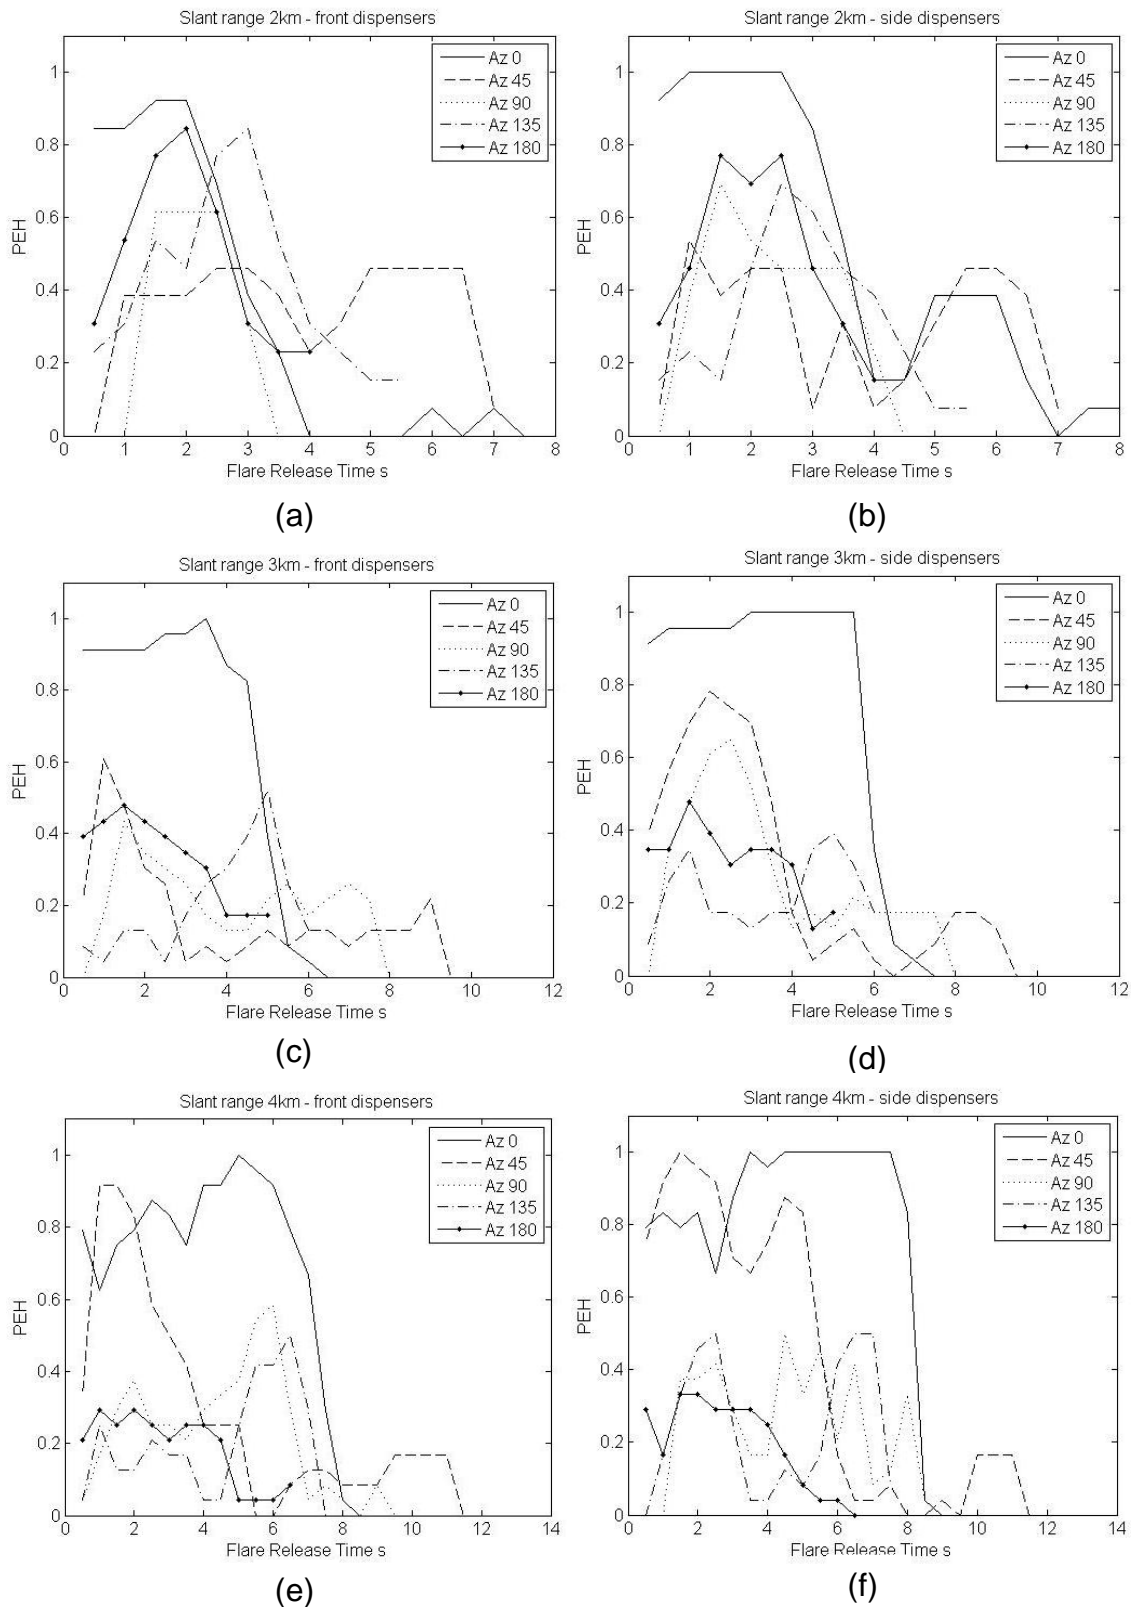 Slant range 2km - front dispensers
1
0.8
0.6
0.4
0.2
0
PEH
Az 0
Az 45
Az 90
Az 135
Az 180
0 1 2 3 4 5 6 7 8
Flare Release Time s
(a)
Slant range 2km - side dispensers
1
0.8
0.6
0.4
0.2
0
PEH
Az 0
Az 45
Az 90
Az 135
Az 180
0 1 2 3 4 5 6 7 8
Flare Release Time s
(b)
Slant range 3km - front dispensers
1
0.8
0.6
0.4
0.2
0
PEH
Az 0
Az 45
Az 90
Az 135
Az 180
0 2 4 6 8 10 12
Flare Release Time s
(c)
Slant range 3km - side dispensers
1
0.8
0.6
0.4
0.2
0
PEH
Az 0
Az 45
Az 90
Az 135
Az 180
0 2 4 6 8 10 12
Flare Release Time s
(d)
Slant range 4km - front dispensers
1
0.8
0.6
0.4
0.2
0
PEH
Az 0
Az 45
Az 90
Az 135
Az 180
0 2 4 6 8 10 12 14
Flare Release Time s
(e)
Slant range 4km - side dispensers
1
0.8
0.6
0.4
0.2
0
PEH
Az 0
Az 45
Az 90
Az 135
Az 180
0 2 4 6 8 10 12 14
Flare Release Time s
(f)